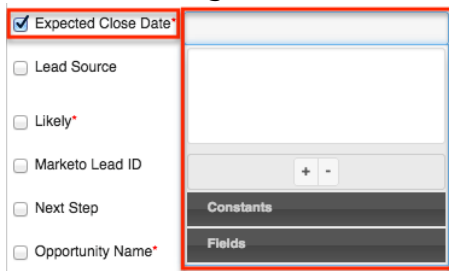 Expected Close Date*
Lead Source
Likely*
Marketo Lead ID
+ -
Next Step
Constants
Opportunity Name*
Fields